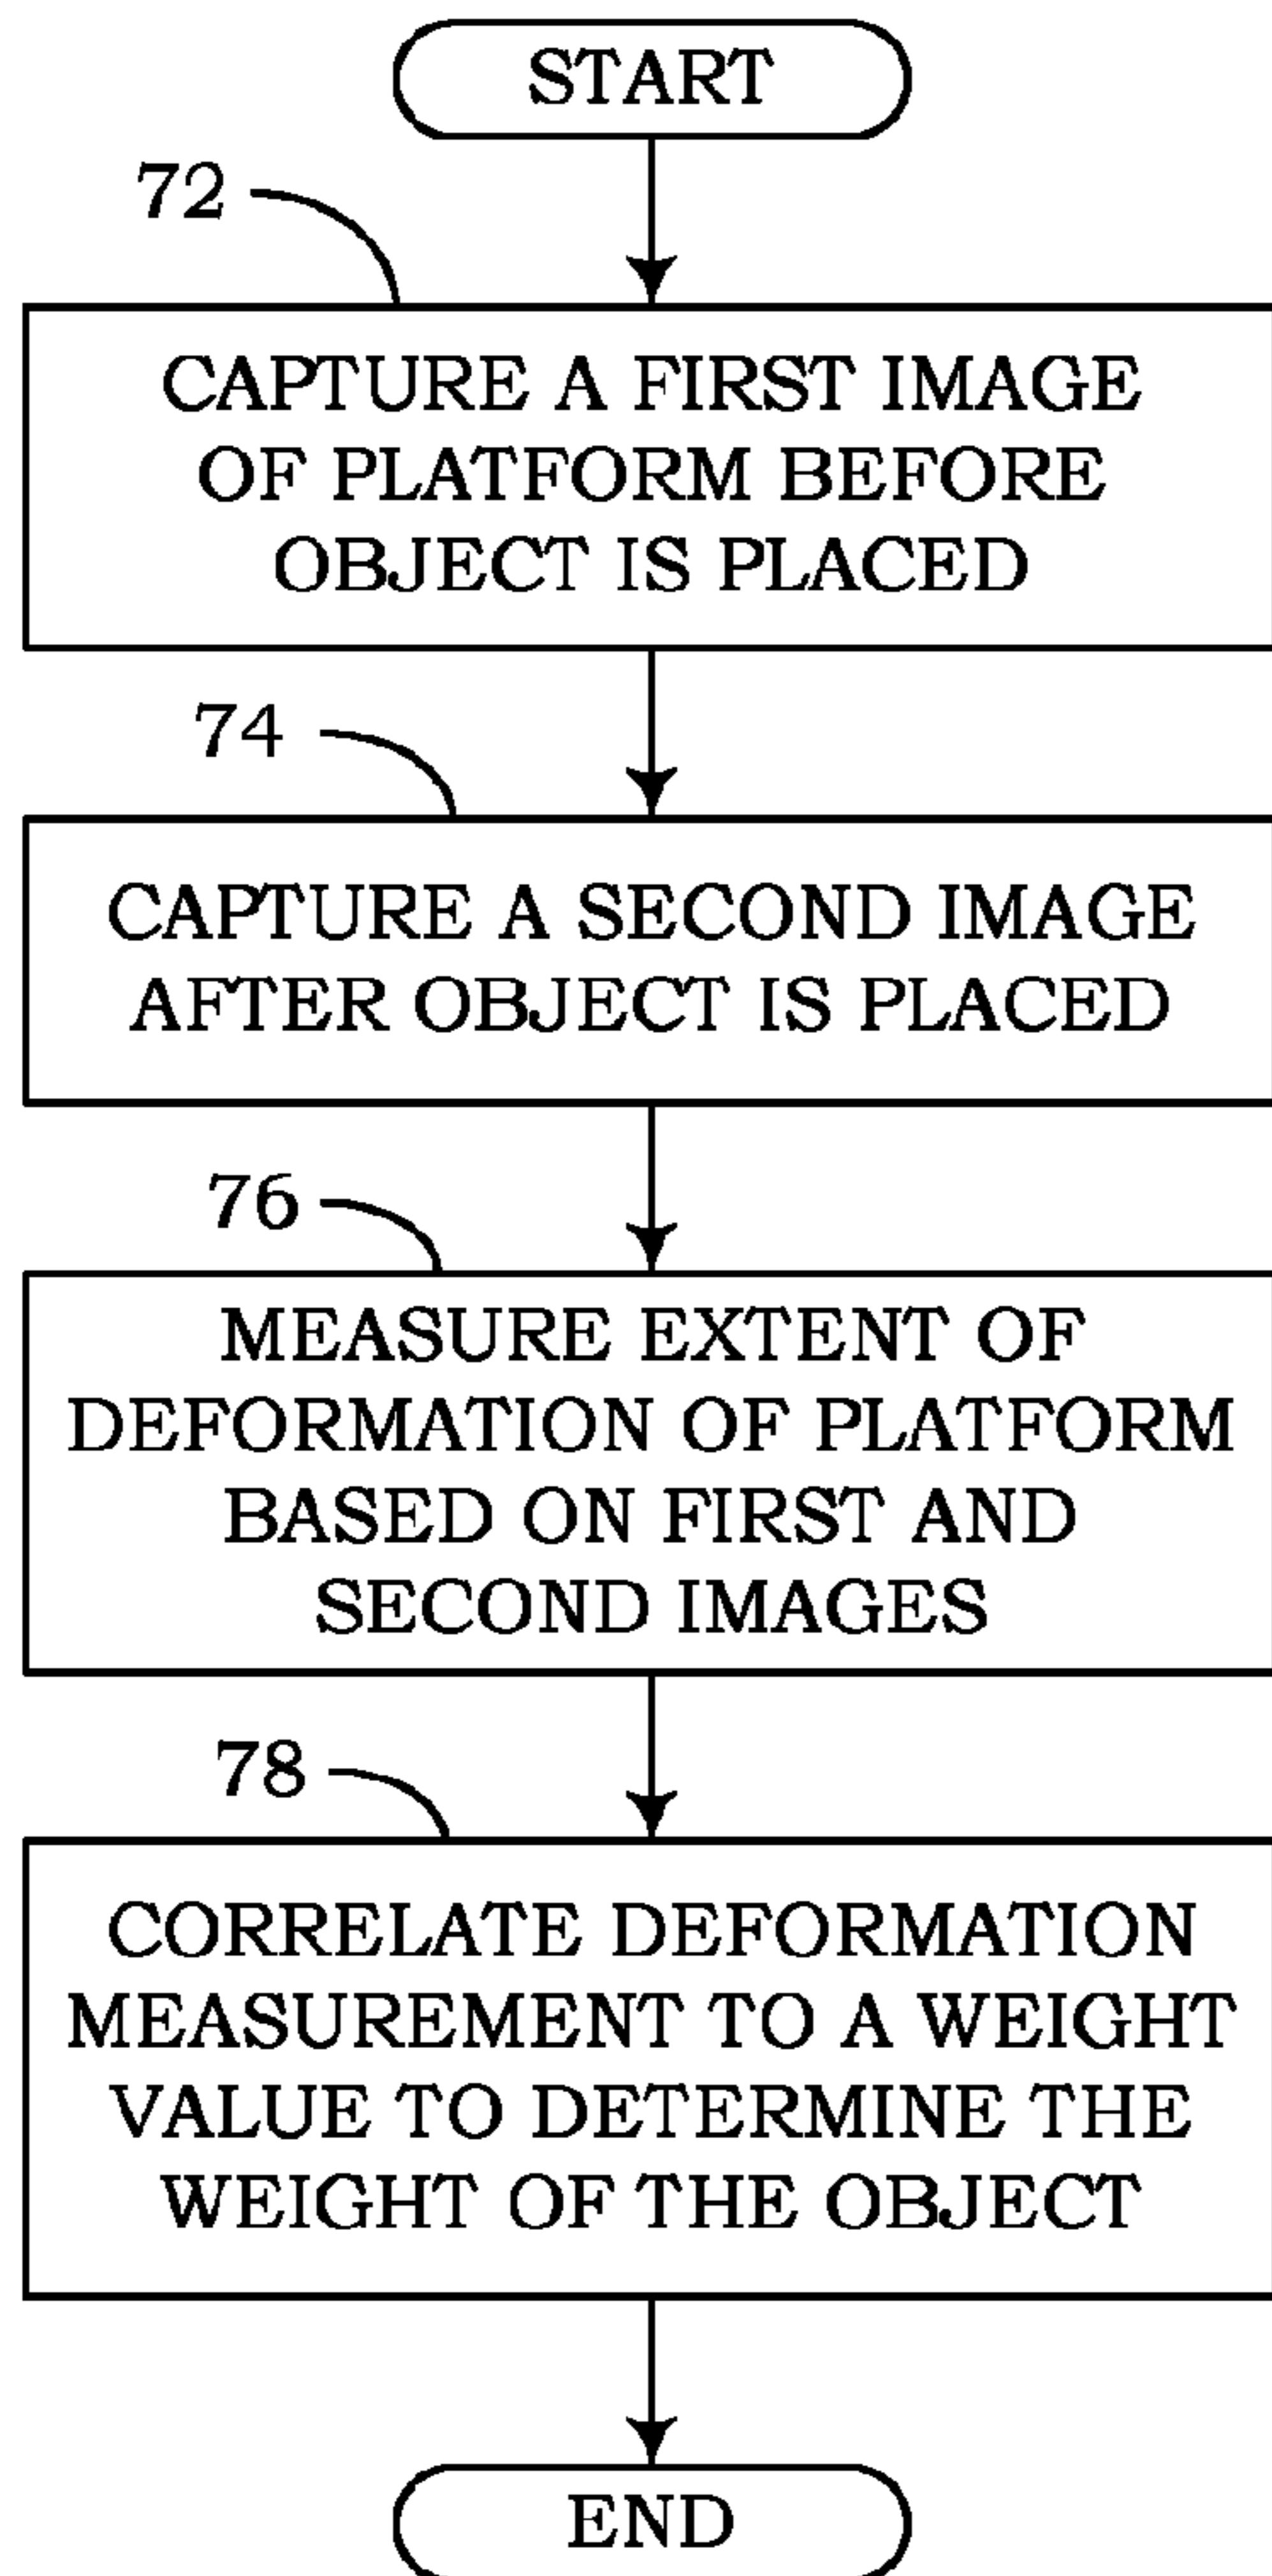 START
72
CAPTURE A FIRST IMAGE
OF PLATFORM BEFORE
OBJECT IS PLACED
74
CAPTURE A SECOND IMAGE
AFTER OBJECT IS PLACED
76
MEASURE EXTENT OF
DEFORMATION OF PLATFORM
BASED ON FIRST AND
SECOND IMAGES
78
CORRELATE DEFORMATION
MEASUREMENT TO A WEIGHT
VALUE TO DETERMINE THE
WEIGHT OF THE OBJECT
END